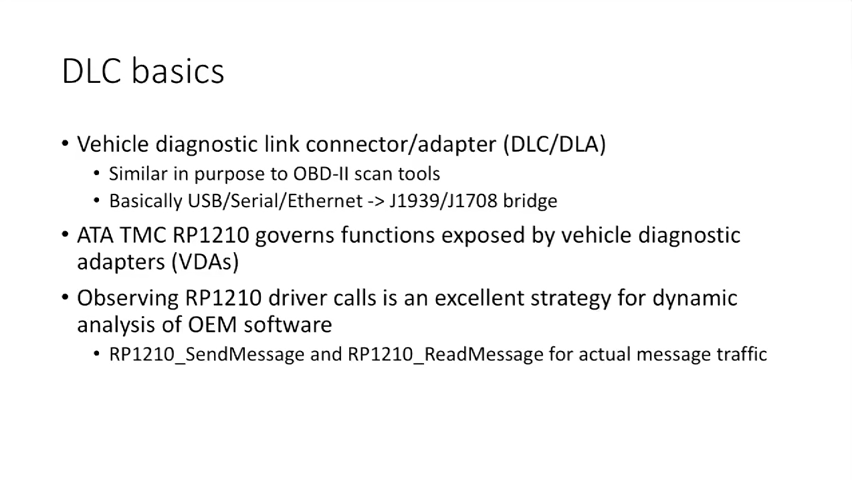 DLC basics
• Vehicle diagnostic link connector/adapter (DLC/DLA)
• Similar in purpose to OBD-II scan tools
• Basically USB/Serial/Ethernet -> J1939/J1708 bridge
• ATA TMC RP1210 governs functions exposed by vehicle diagnostic
adapters (VDAs)
• Observing RP1210 driver calls is an excellent strategy for dynamic
analysis of OEM software
• RP1210_SendMessage and RP1210_ReadMessage for actual message traffic